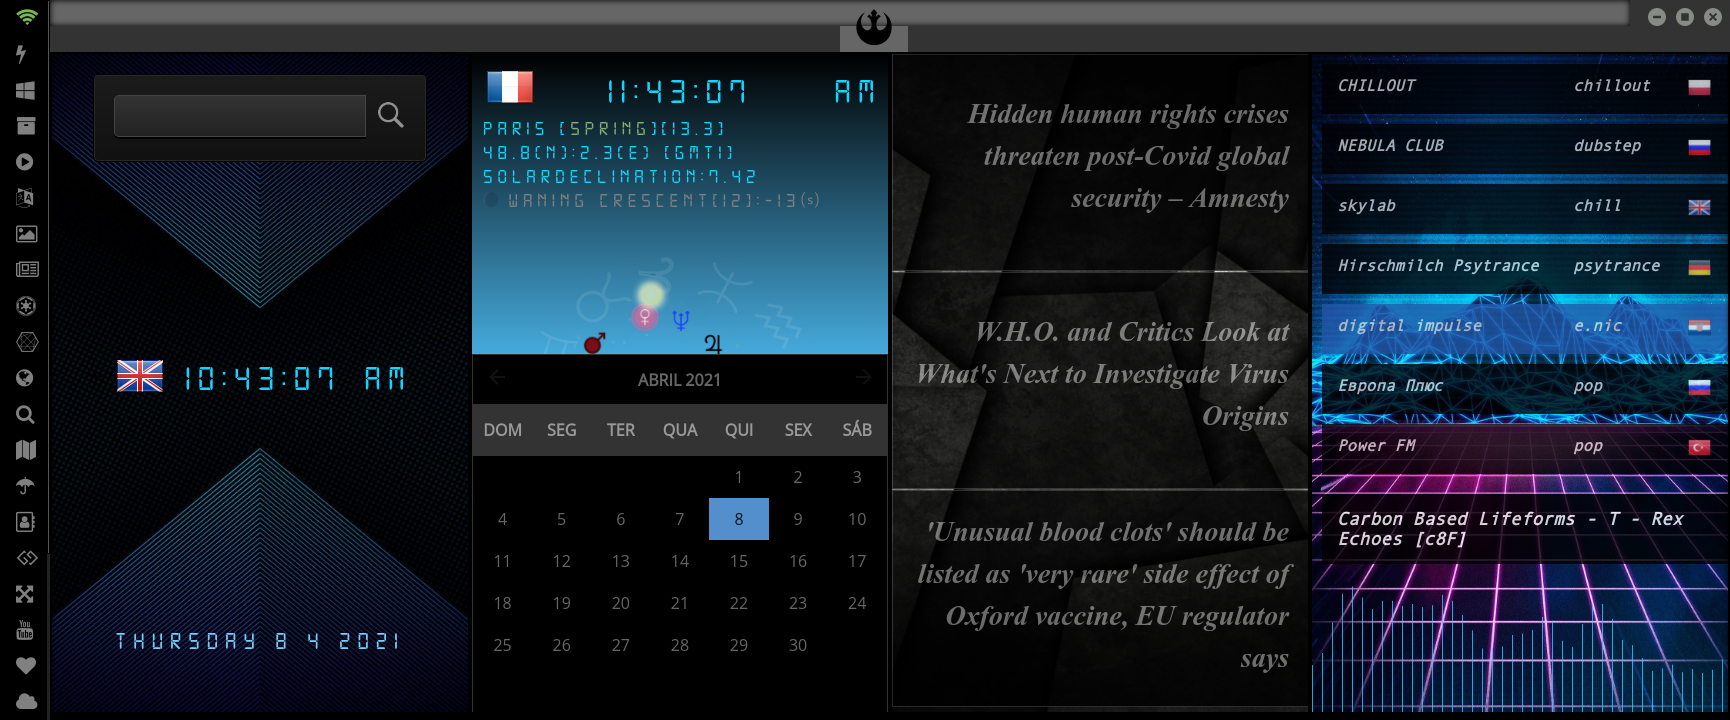 10:43:07 AM
THURSDAY 8 4 2021
11:43:07 AM
PARIS [SPRING][13.3]
48.8(N):2.3(E) [GMT1]
SOLARDECLINATION:7.42
WANING CRESCENT[12]:-13(s)
ABRIL 2021
DOM SEG TER QUA QUI SEX SÁB
1 2 3
4 5 6 7 8 9 10
11 12 13 14 15 16 17
18 19 20 21 22 23 24
25 26 27 28 29 30
Hidden human rights crises
threaten post-Covid global
security – Amnesty
W.H.O. and Critics Look at
What's Next to Investigate Virus
Origins
'Unusual blood clots' should be
listed as 'very rare' side effect of
Oxford vaccine, EU regulator
says
CHILLOUT chillout
NEBULA CLUB dubstep
skylab chill
Hirschmilch Psytrance psytrance
digital impulse e.nic
Европа Плюс pop
Power FM pop
Carbon Based Lifeforms - T - Rex
Echoes [c8F]
You
Tube